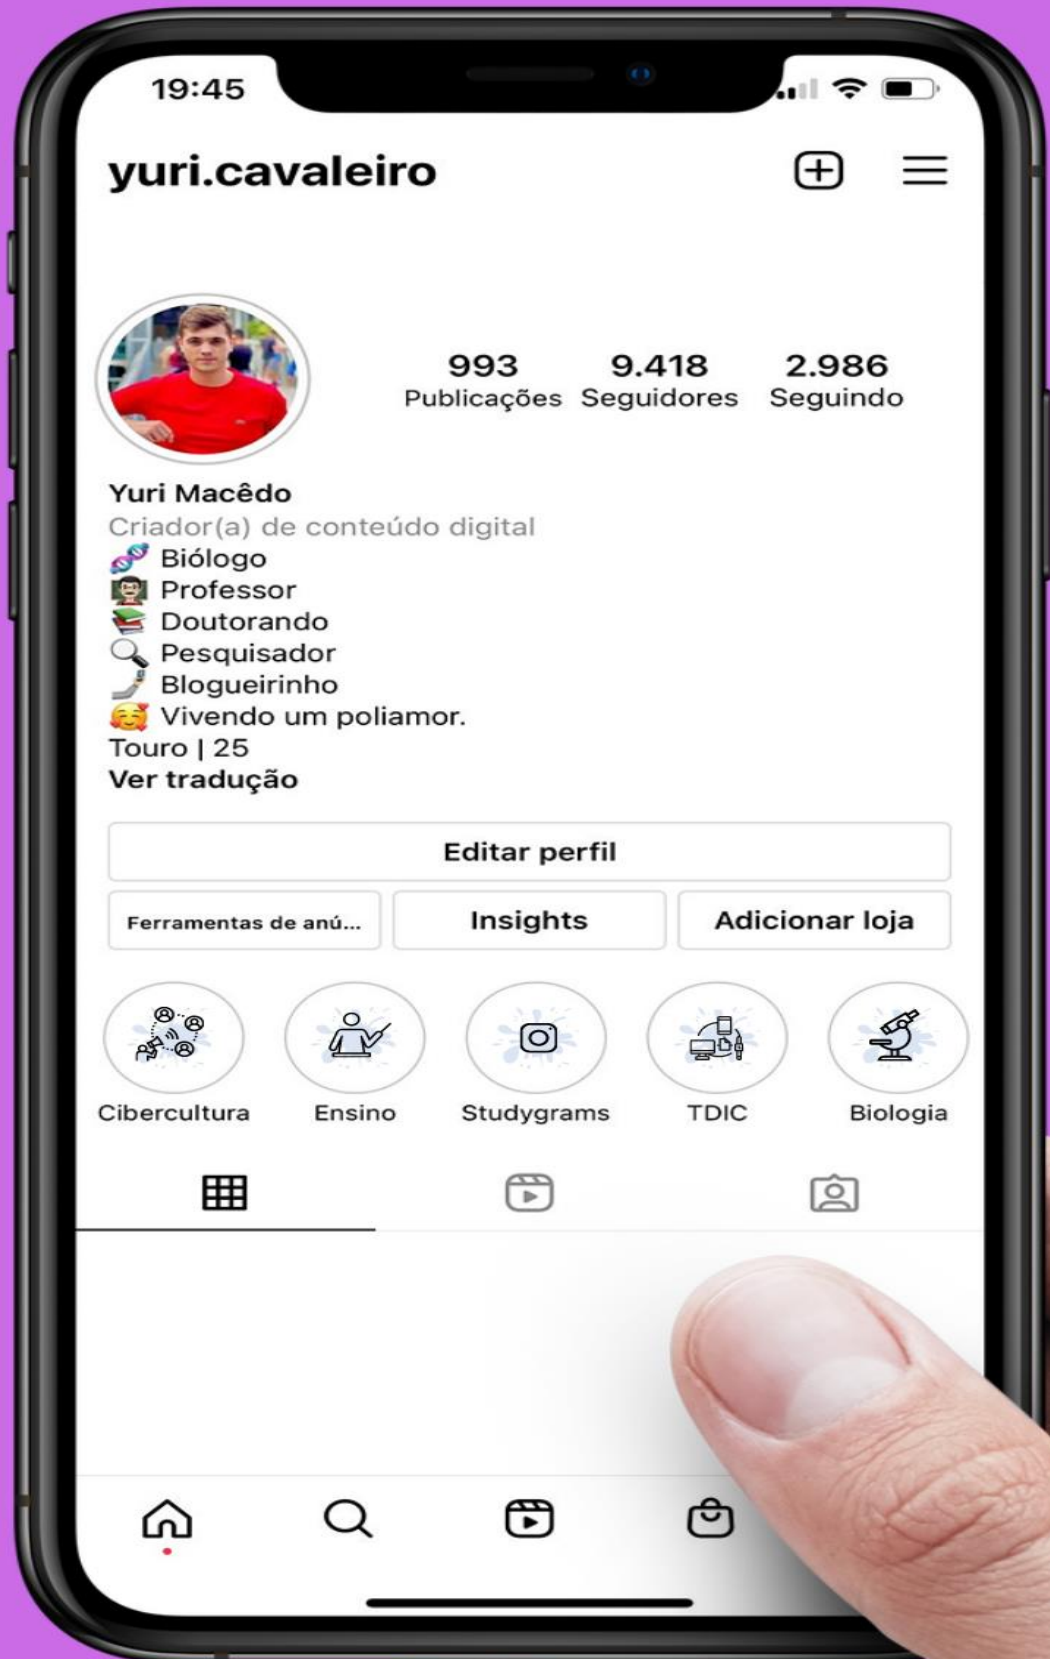 19:45
yuri.cavaleiro
993 9.418 2.986
Publicações Seguidores Seguindo
Yuri Macêdo
Criador(a) de conteúdo digital
Biólogo
Professor
Doutorando
Pesquisador
Blogueirinho
Vivendo um poliamor.
Touro | 25
Ver tradução
Editar perfil
Ferramentas de anú... Insights Adicionar loja
Cibercultura Ensino Studygrams TDIC Biologia